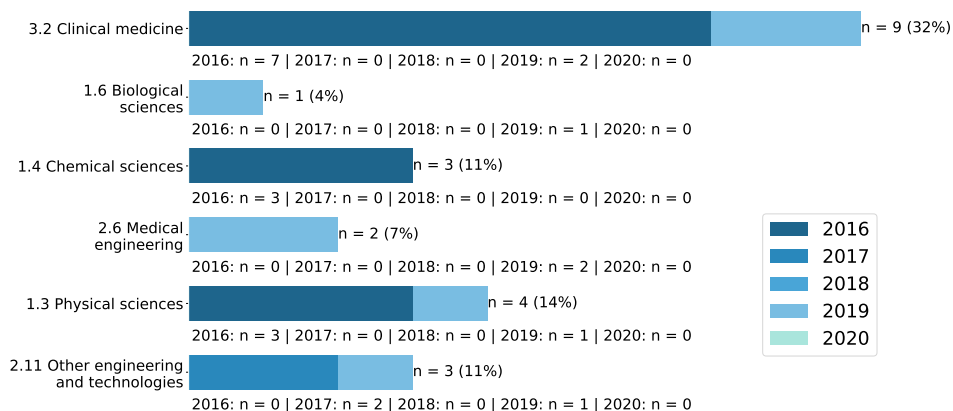 3.2 Clinical medicine
n = 9 (32%)
2016: n = 7 | 2017: n = 0 | 2018: n = 0 | 2019: n = 2 | 2020: n = 0
1.6 Biological
sciences
n = 1 (4%)
2016: n = 0 | 2017: n = 0 | 2018: n = 0 | 2019: n = 1 | 2020: n = 0
1.4 Chemical sciences
n = 3 (11%)
2016: n = 3 | 2017: n = 0 | 2018: n = 0 | 2019: n = 0 | 2020: n = 0
2.6 Medical
engineering
n = 2 (7%)
2016: n = 0 | 2017: n = 0 | 2018: n = 0 | 2019: n = 2 | 2020: n = 0
1.3 Physical sciences
n = 4 (14%)
2016: n = 3 | 2017: n = 0 | 2018: n = 0 | 2019: n = 1 | 2020: n = 0
2.11 Other engineering
and technologies
n = 3 (11%)
2016: n = 0 | 2017: n = 2 | 2018: n = 0 | 2019: n = 1 | 2020: n = 0
2016
2017
2018
2019
2020